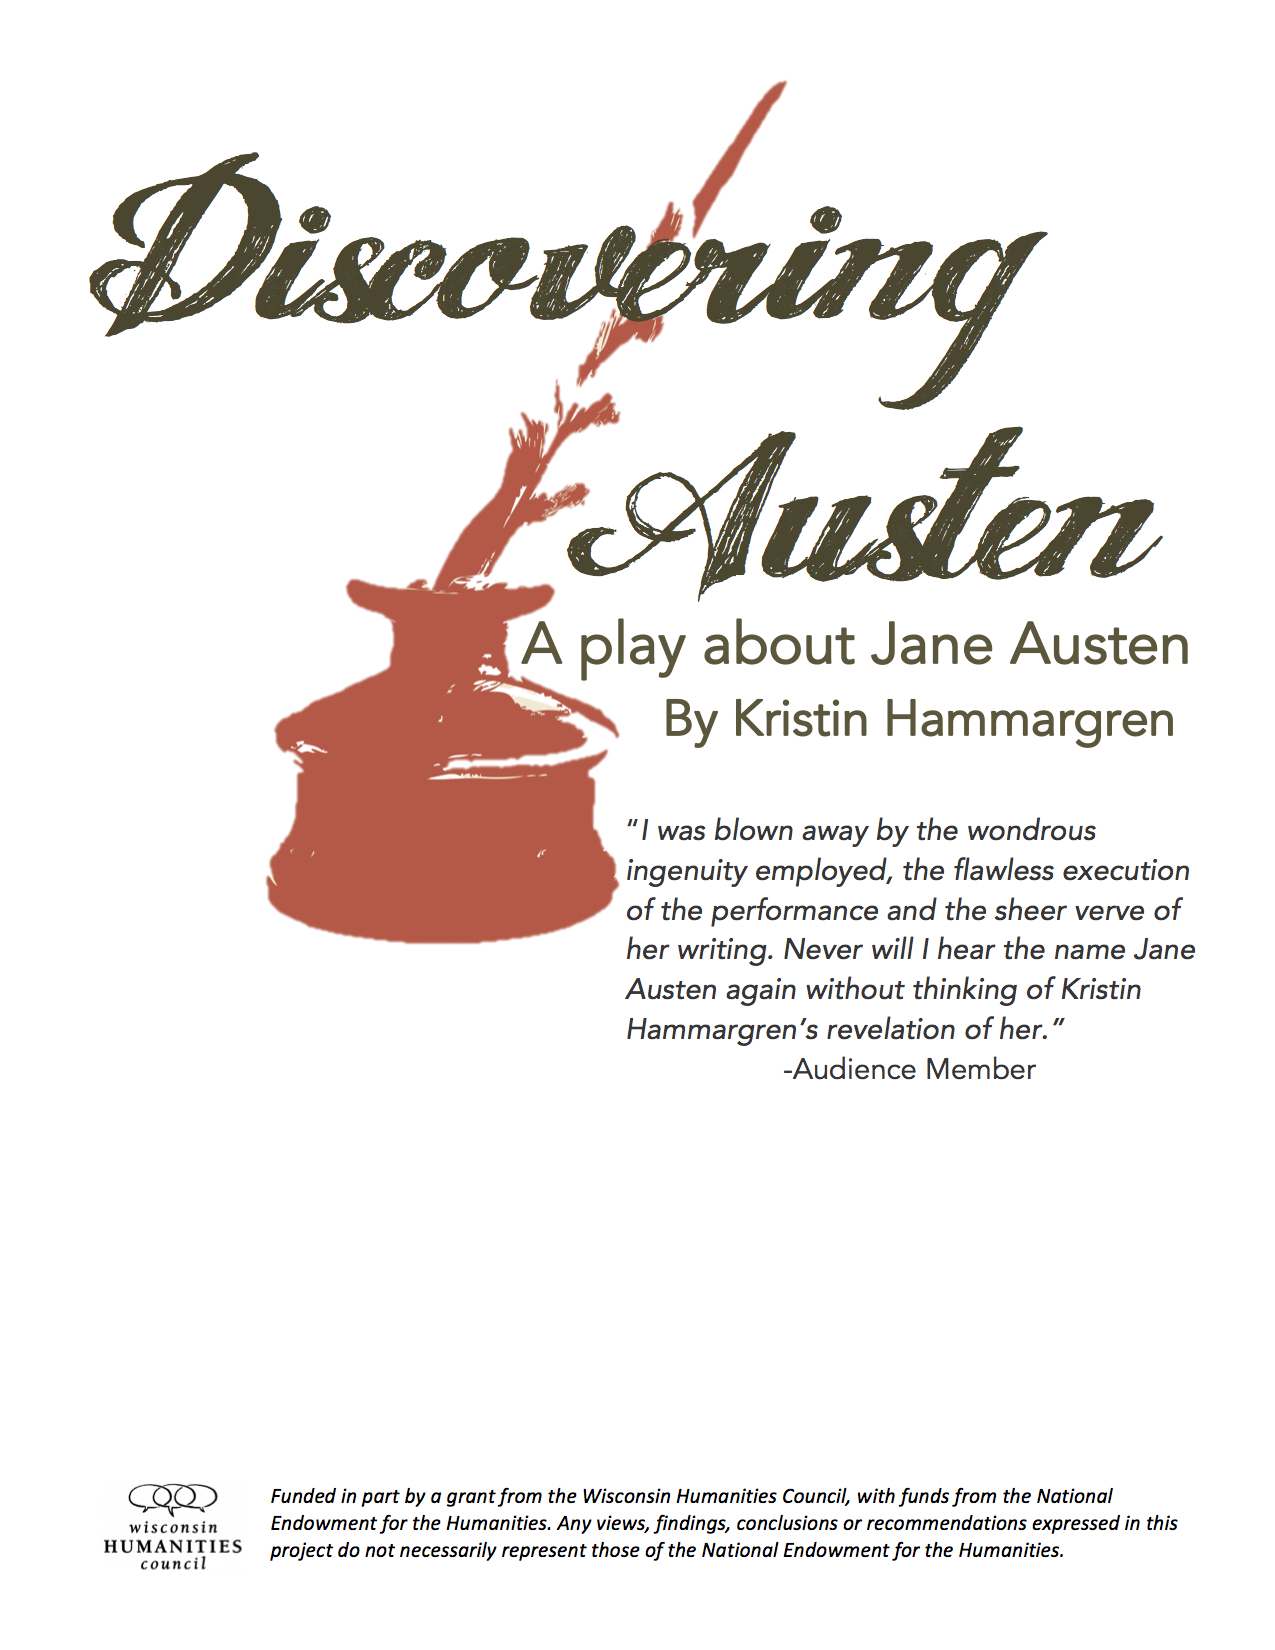 Discovering
Austen
A play about Jane Austen
By Kristin Hammargren
“I was blown away by the wondrous
ingenuity employed, the flawless execution
of the performance and the sheer verve of
her writing. Never will I hear the name Jane
Austen again without thinking of Kristin
Hammargren’s revelation of her.”
-Audience Member
wisconsin
HUMANITIES
council
Funded in part by a grant from the Wisconsin Humanities Council, with funds from the National
Endowment for the Humanities. Any views, findings, conclusions or recommendations expressed in this
project do not necessarily represent those of the National Endowment for the Humanities.